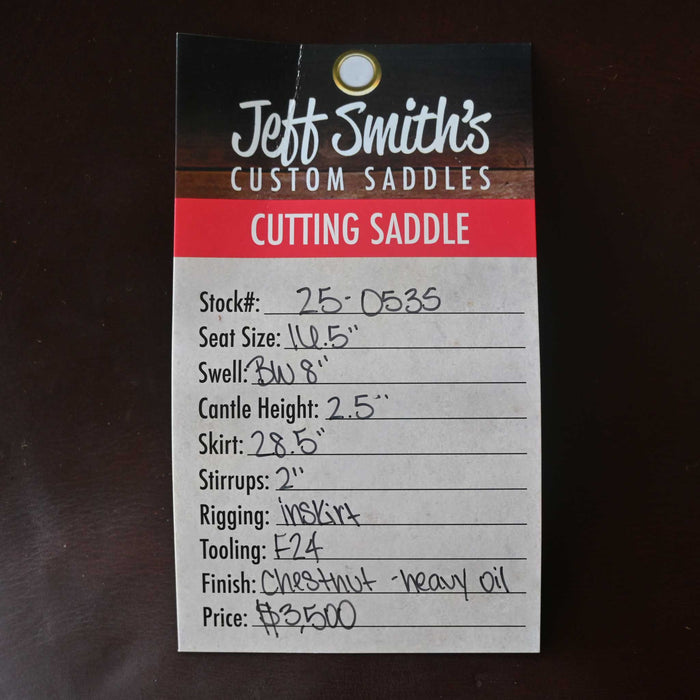 Jeff Smith's
CUSTOM SADDLES
CUTTING SADDLE
Stock#: 25-0535
Seat Size: 16.5"
Swell: BW 8"
Cantle Height: 2.5"
Skirt: 28.5"
Stirrups: 2"
Rigging: inskirt
Tooling: F24
Finish: Chestnut - heavy oil
Price: $3,500